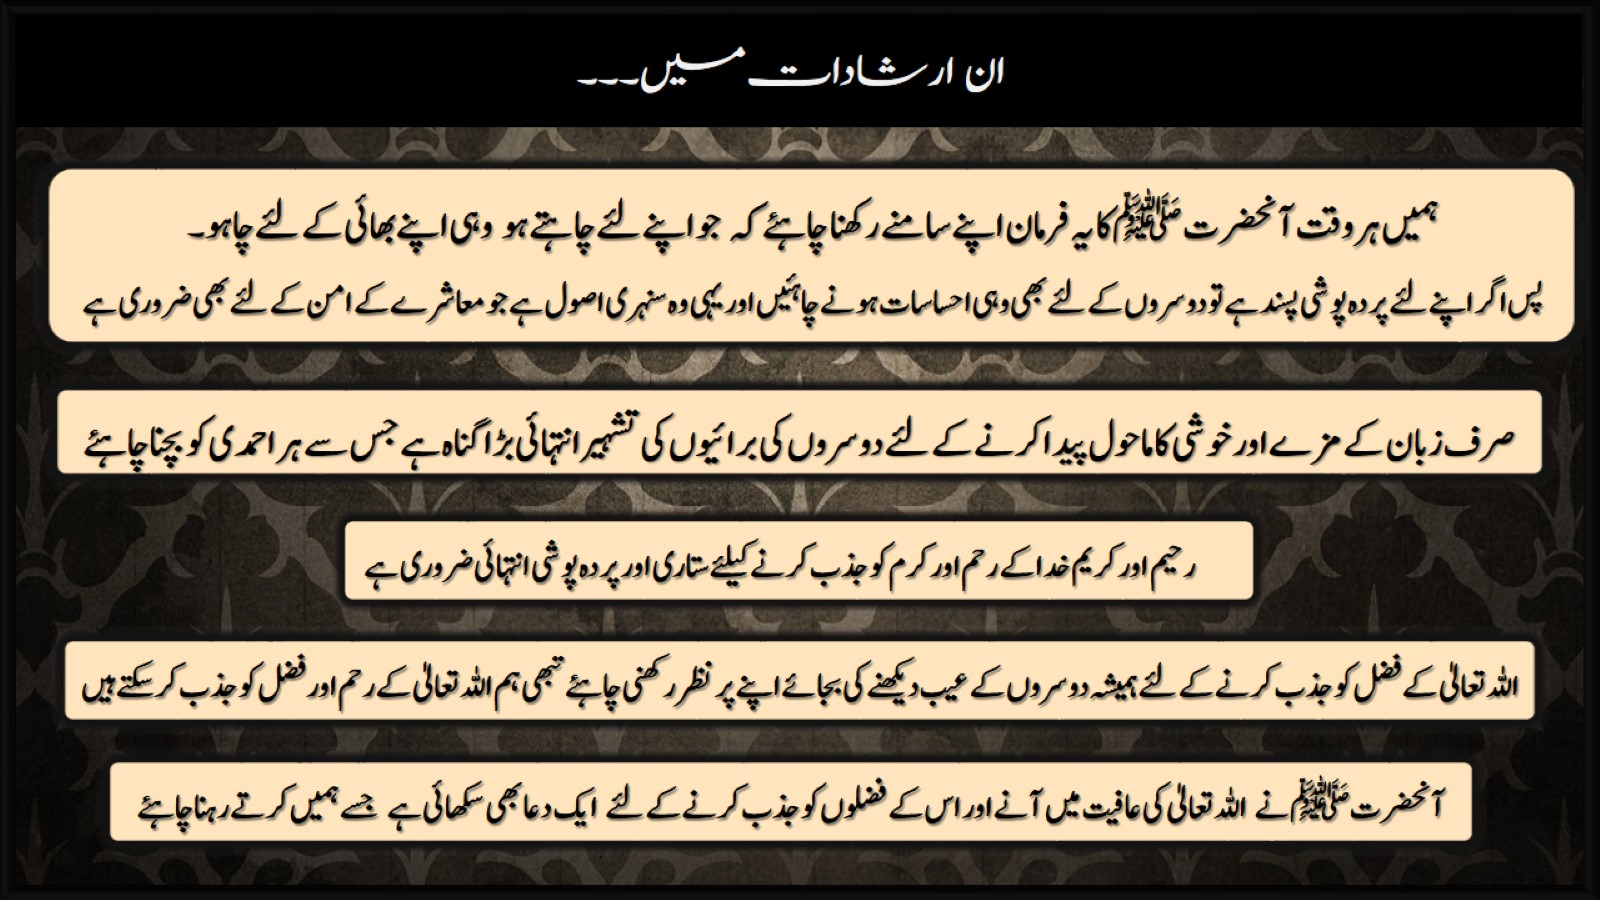 ان ارشادات میں۔۔۔
ہمیں ہر وقت آنحضرت ﷺ کا یہ فرمان اپنے سامنے رکھنا چاہئے کہ جو اپنے لئے چاہتے ہو وہی اپنے بھائی کے لئے چاہو۔
پس اگر اپنے لئے پردہ پوشی پسند ہے تو دوسروں کے لئے بھی وہی احساسات ہونے چاہئیں اور یہی وہ سنہری اصول ہے جو معاشرے کے امن کے لئے بھی ضروری ہے
صرف زبان کے مزے اور خوشی کا ماحول پیدا کرنے کے لئے دوسروں کی برائیوں کی تشہیر انتہائی بڑا گناہ ہے جس سے ہر احمدی کو بچنا چاہئے
رحیم اور کریم خدا کے رحم اور کرم کو جذب کرنے کیلئے ستاری اور پردہ پوشی انتہائی ضروری ہے
اللہ تعالیٰ کے فضل کو جذب کرنے کے لئے ہمیشہ دوسروں کے عیب دیکھنے کی بجائے اپنے پر نظر رکھنی چاہئے تبھی ہم اللہ تعالیٰ کے رحم اور فضل کو جذب کر سکتے ہیں
آنحضرت ﷺ نے اللہ تعالیٰ کی عافیت میں آنے اور اس کے فضلوں کو جذب کرنے کے لئے ایک دعا بھی سکھائی ہے جسے ہمیں کرتے رہنا چاہئے